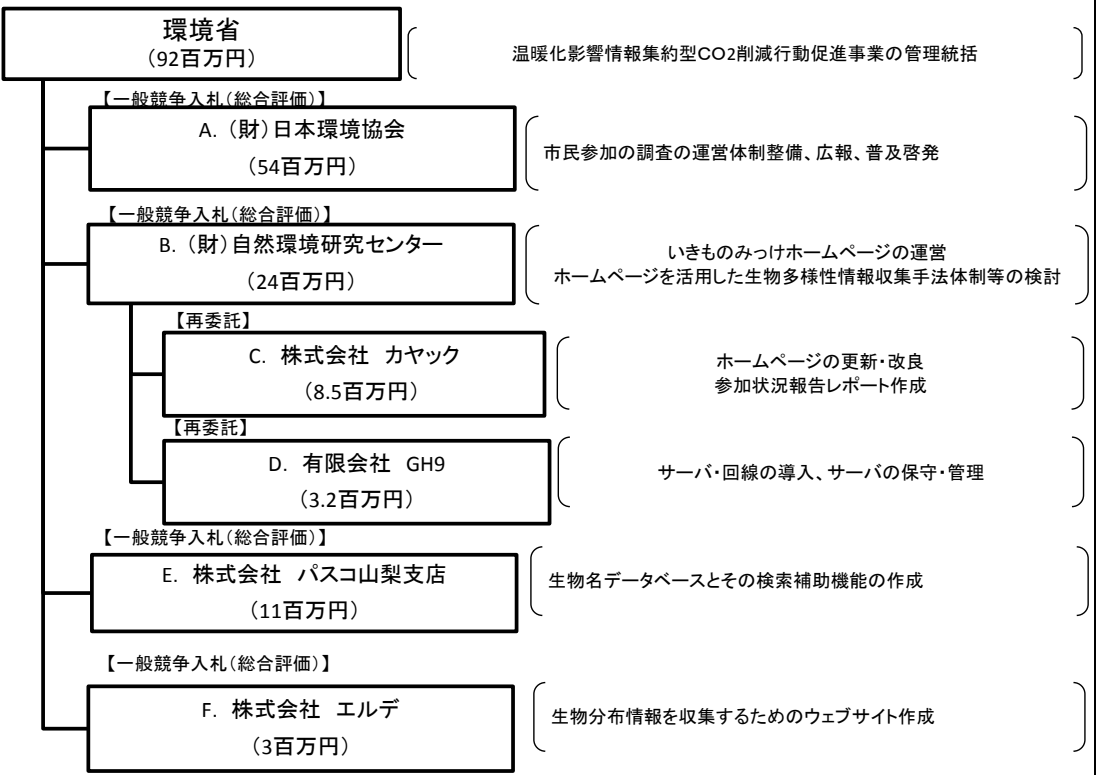 環境省
（92百万円）
温暖化影響情報集約型CO2削減行動促進事業の管理統括
【一般競争入札（総合評価）】
A. （財）日本環境協会
（54百万円）
市民参加の調査の運営体制整備、広報、普及啓発
【一般競争入札（総合評価）】
B. （財）自然環境研究センター
（24百万円）
いきものみっけホームページの運営
ホームページを活用した生物多様性情報収集手法体制等の検討
【再委託】
C. 株式会社　カヤック
（8.5百万円）
ホームページの更新・改良
参加状況報告レポート作成
【再委託】
D. 有限会社　GH9
（3.2百万円）
サーバ・回線の導入、サーバの保守・管理
【一般競争入札（総合評価）】
E. 株式会社　パスコ山梨支店
（11百万円）
生物名データベースとその検索補助機能の作成
【一般競争入札（総合評価）】
F. 株式会社　エルデ
（3百万円）
生物分布情報を収集するためのウェブサイト作成